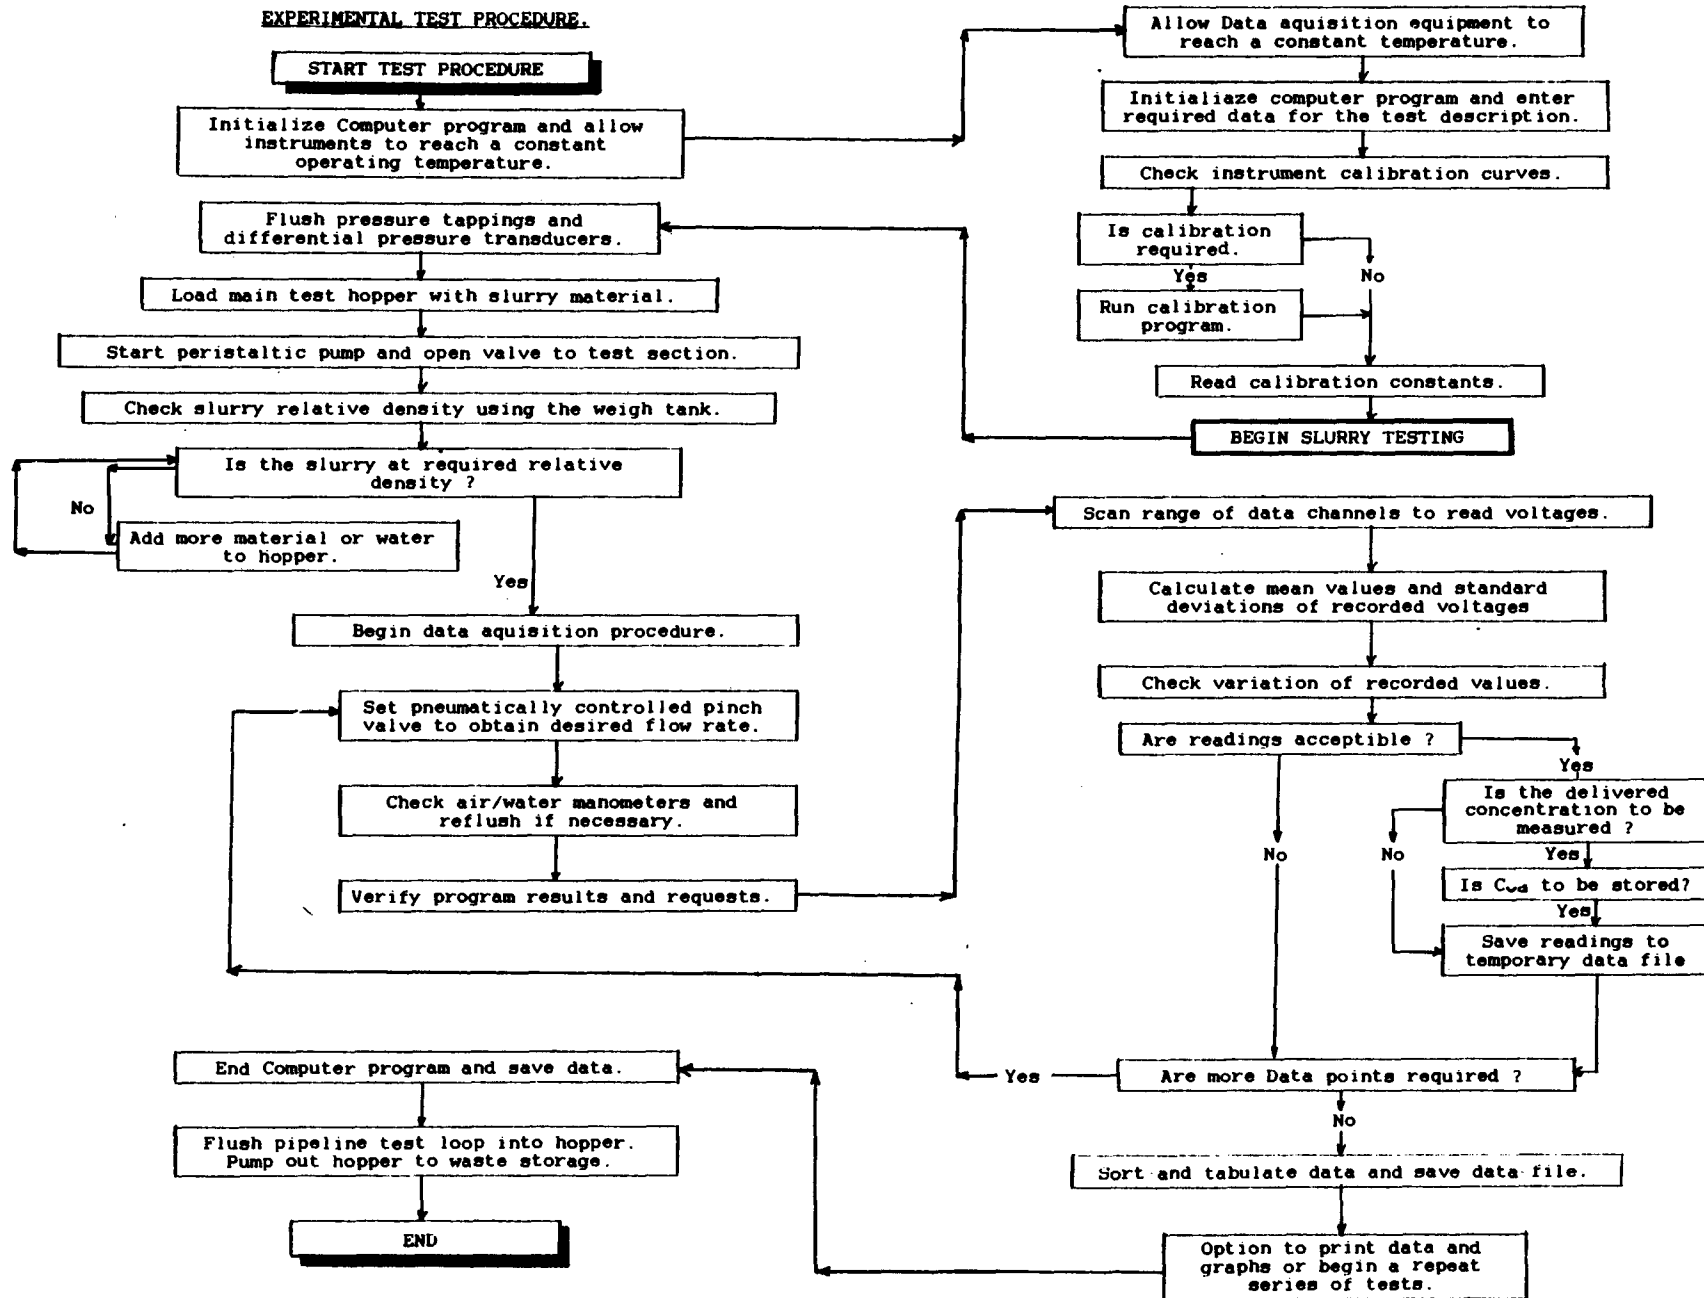 EXPERIMENTAL TEST PROCEDURE.
START TEST PROCEDURE
Initialize Computer program and allow
instruments to reach a constant
operating temperature.
Allow Data aquisition equipment to
reach a constant temperature.
Initialiaze computer program and enter
required data for the test description.
Check instrument calibration curves.
Is calibration
required.
Yes
No
Run calibration
program.
Read calibration constants.
BEGIN SLURRY TESTING
Flush pressure tappings and
differential pressure transducers.
Load main test hopper with slurry material.
Start peristaltic pump and open valve to test section.
Check slurry relative density using the weigh tank.
Is the slurry at required relative
density ?
No
Add more material or water
to hopper.
Yes
Begin data aquisition procedure.
Set pneumatically controlled pinch
valve to obtain desired flow rate.
Check air/water manometers and
reflush if necessary.
Verify program results and requests.
Scan range of data channels to read voltages.
Calculate mean values and standard
deviations of recorded voltages
Check variation of recorded values.
Are readings acceptible ?
Yes
Is the delivered
concentration to be
measured ?
No
No
Yes
Is to be stored?
Yes
Save readings to
temporary data file
Are more Data points required ?
Yes
No
Sort and tabulate data and save data file.
Option to print data and
graphs or begin a repeat
series of tests.
End Computer program and save data.
Flush pipeline test loop into hopper.
Pump out hopper to waste storage.
END